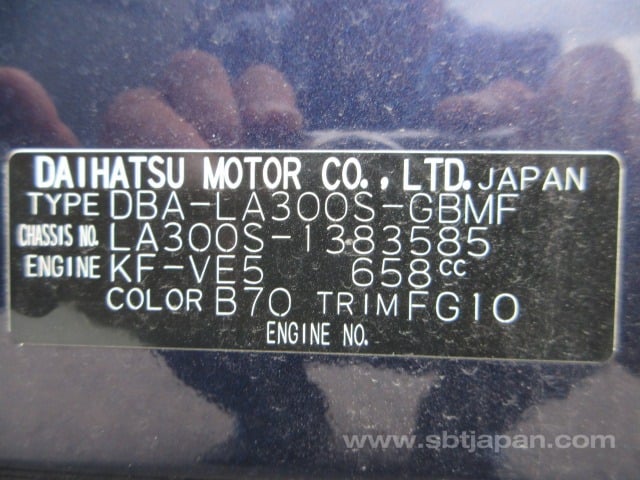 DAIHATSU MOTOR CO., LTD. JAPAN
TYPE DBA-LA300S-GBMF
CHASSIS NO. LA300S-1383585
ENGINE KF-VE5 658cc
COLOR B70 TRIM FG10
ENGINE NO.
www.sbtjapan.com